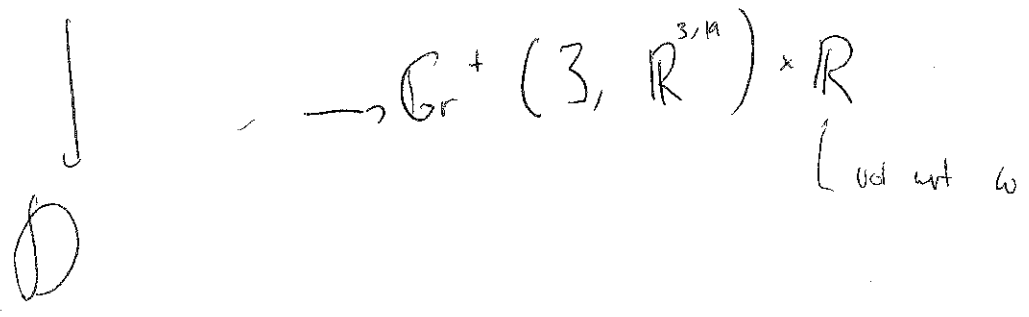 ↓ → Gr⁺ (3, ℝ^{3,19}) × ℝ
vol wrt ω
D